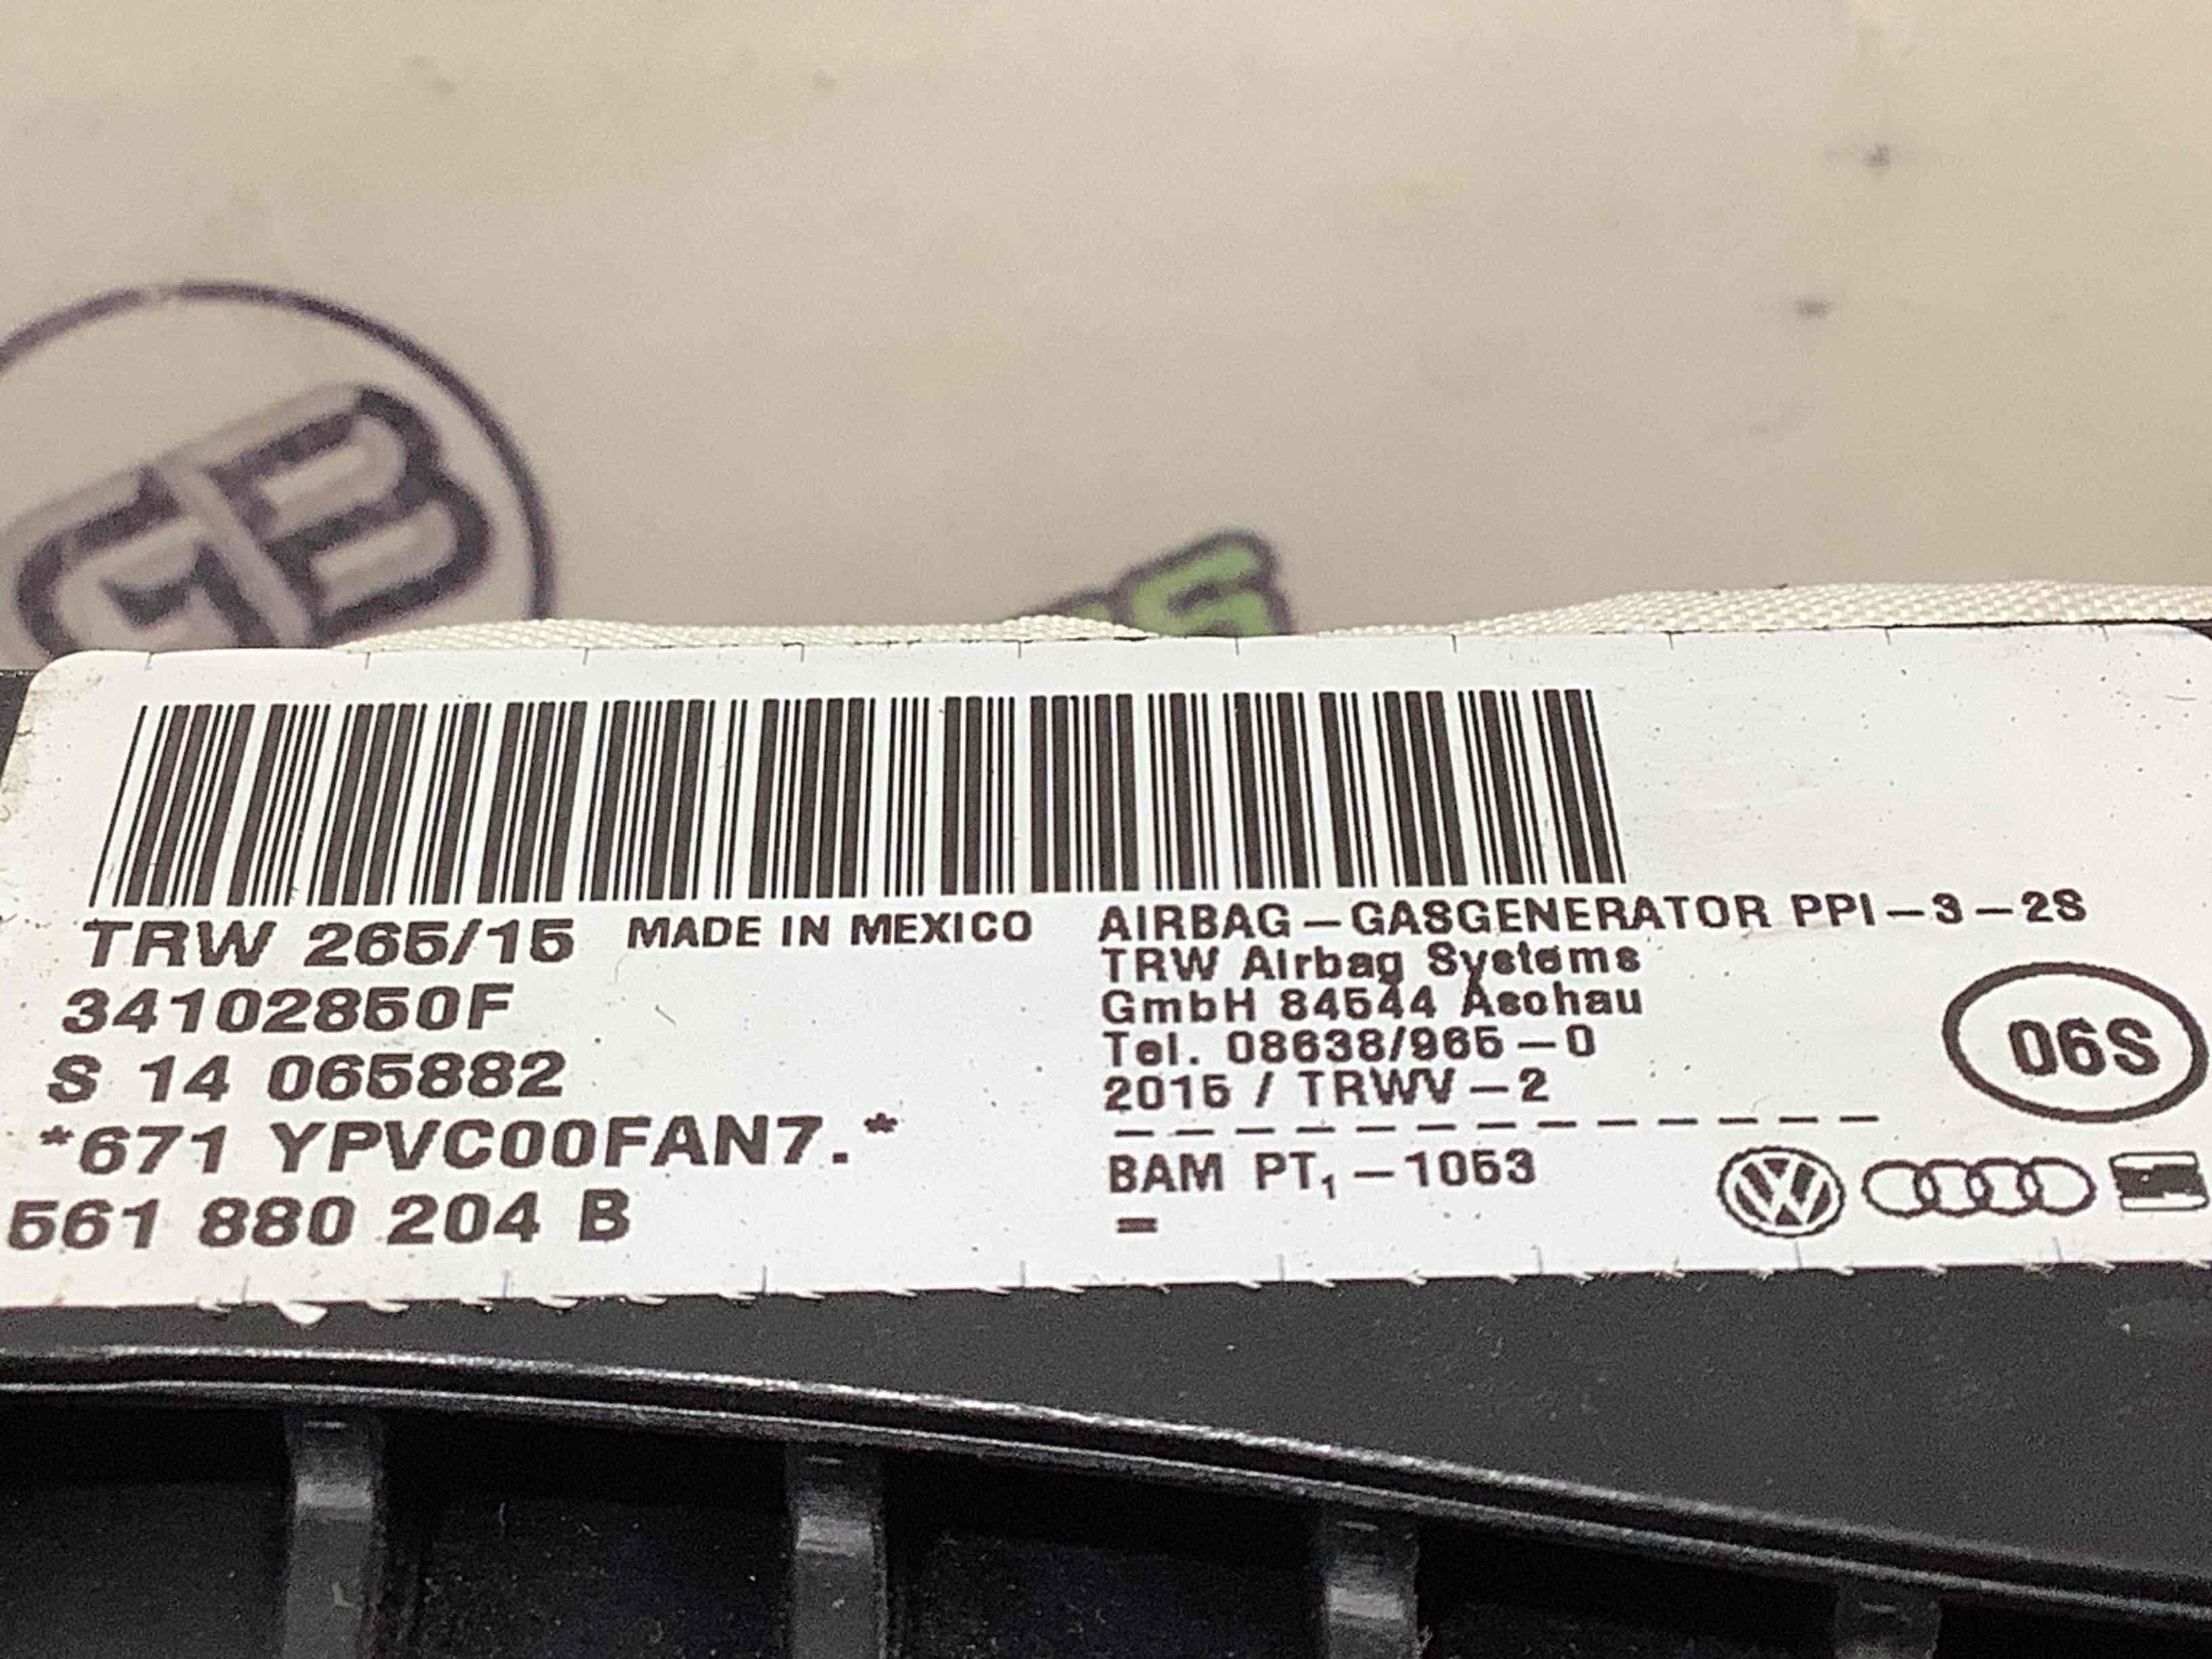 GB
TRW 265/15 MADE IN MEXICO
34102850F
S 14 065882
*671 YPVC00FAN7.*
561 880 204 B
AIRBAG-GASGENERATOR PPI-3-2S
TRW Airbag Systems
GmbH 84544 Aschau
Tel. 08638/965-0
2015 / TRWV-2
BAM PT₁-1053
06S